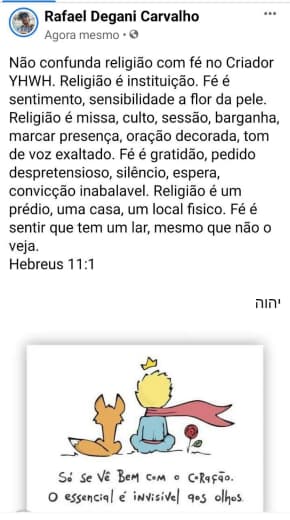 Rafael Degani Carvalho
Agora mesmo •
Não confunda religião com fé no Criador
YHWH. Religião é instituição. Fé é
sentimento, sensibilidade a flor da pele.
Religião é missa, culto, sessão, barganha,
marcar presença, oração decorada, tom
de voz exaltado. Fé é gratidão, pedido
despretensioso, silêncio, espera,
convicção inabalavel. Religião é um
prédio, uma casa, um local fisico. Fé é
sentir que tem um lar, mesmo que não o
veja.
Hebreus 11:1
יהוה
Só se vê bem com o coração.
O essencial é invisível aos olhos.